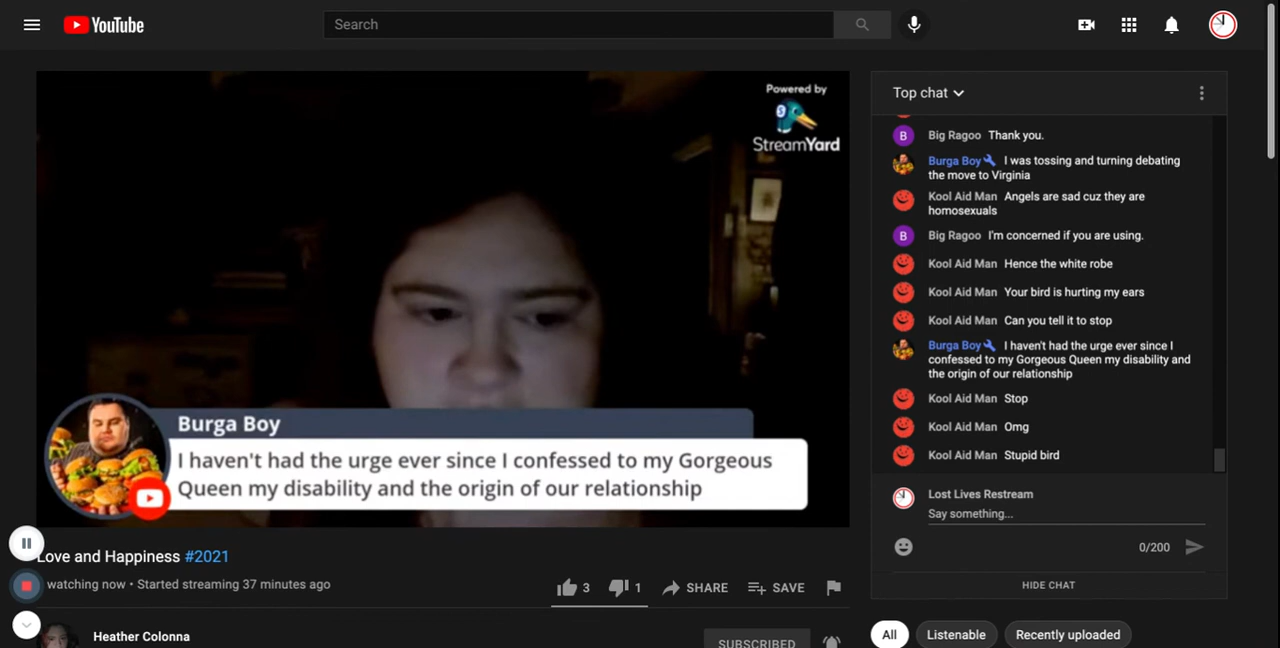 YouTube
Search
Powered by
StreamYard
Burga Boy
I haven't had the urge ever since I confessed to my Gorgeous
Queen my disability and the origin of our relationship
Love and Happiness #2021
watching now • Started streaming 37 minutes ago
3
1
SHARE
SAVE
Heather Colonna
SUBSCRIBED
Top chat
B
Big Ragoo Thank you.
Burga Boy I was tossing and turning debating
the move to Virginia
Kool Aid Man Angels are sad cuz they are
homosexuals
B
Big Ragoo I'm concerned if you are using.
Kool Aid Man Hence the white robe
Kool Aid Man Your bird is hurting my ears
Kool Aid Man Can you tell it to stop
Burga Boy I haven't had the urge ever since I
confessed to my Gorgeous Queen my disability and
the origin of our relationship
Kool Aid Man Stop
Kool Aid Man Omg
Kool Aid Man Stupid bird
Lost Lives Restream
Say something...
0/200
HIDE CHAT
All
Listenable
Recently uploaded